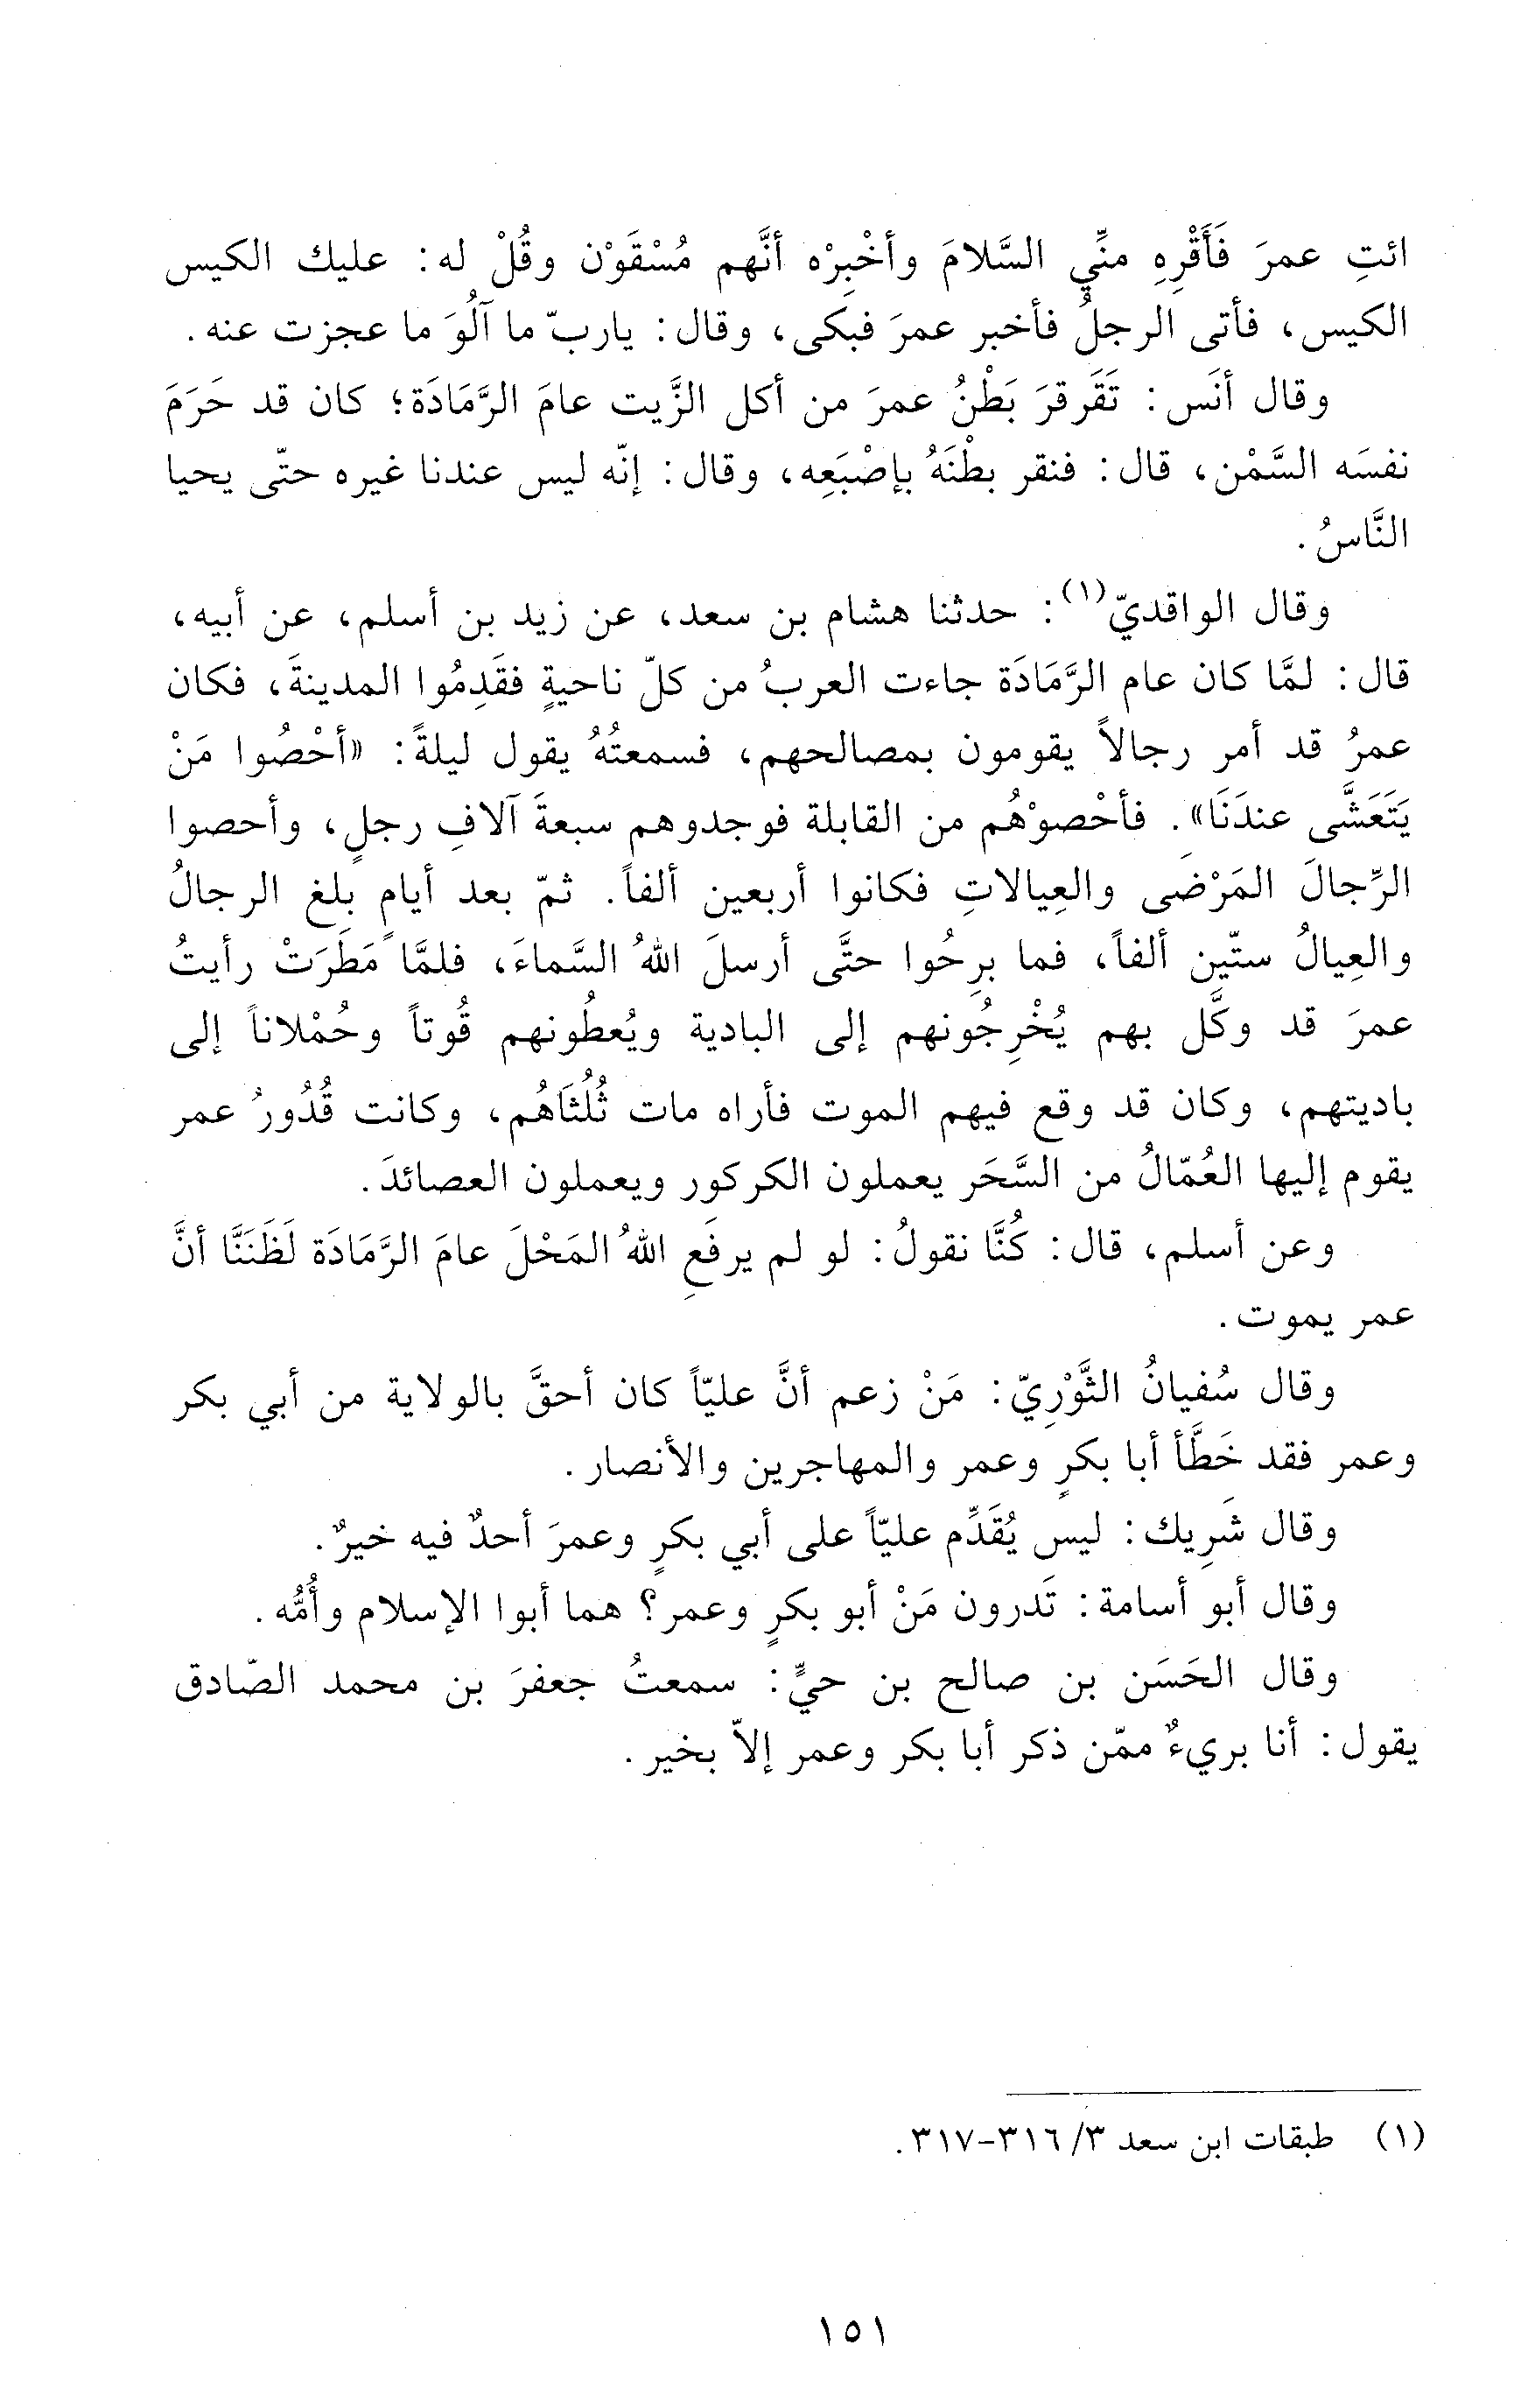 ائتِ عمرَ فَأَقْرِهِ منِّي السَّلامَ وأخْبِرْه أنَّهم مُسْقَوْن وقُلْ له: عليك الكيس
الكيس، فأتى الرجلُ فأخبر عمرَ فبكى، وقال: ياربّ ما آلُوَ ما عجزت عنه.
وقال أنَس: تَقَرقرَ بَطْنُ عمرَ من أكل الزَّيت عامَ الرَّمَادَة؛ كان قد حَرَمَ
نفسَه السَّمْن، قال: فنقر بطْنَهُ بإصْبَعِه، وقال: إنّه ليس عندنا غيره حتّى يحيا
النَّاسُ.
وقال الواقديّ(١): حدثنا هشام بن سعد، عن زيد بن أسلم، عن أبيه،
قال: لمَّا كان عام الرَّمَادَة جاءت العربُ من كلّ ناحيةٍ فقَدِمُوا المدينةَ، فكان
عمرُ قد أمر رجالاً يقومون بمصالحهم، فسمعتُهُ يقول ليلةً: «أحْصُوا مَنْ
يَتَعَشَّى عندَنَا». فأحْصوْهُم من القابلة فوجدوهم سبعةَ آلافِ رجلٍ، وأحصوا
الرِّجالَ المَرْضَى والعِيالاتِ فكانوا أربعين ألفاً. ثمّ بعد أيامٍ بلغ الرجالُ
والعِيالُ ستّين ألفاً، فما برِحُوا حتَّى أرسلَ اللهُ السَّماءَ، فلمَّا مَطَرَتْ رأيتُ
عمرَ قد وكَّل بهم يُخْرِجُونهم إلى البادية ويُعطُونهم قُوتاً وحُمْلاناً إلى
باديتهم، وكان قد وقع فيهم الموت فأراه مات ثُلُثَاهُم، وكانت قُدُورُ عمر
يقوم إليها العُمّالُ من السَّحَر يعملون الكركور ويعملون العصائدَ.
وعن أسلم، قال: كُنَّا نقولُ: لو لم يرفَعِ اللهُ المَحْلَ عامَ الرَّمَادَة لَظَنَنَّا أنَّ
عمر يموت.
وقال سُفيانُ الثَّوْرِيّ: مَنْ زعم أنَّ عليّاً كان أحقَّ بالولاية من أبي بكر
وعمر فقد خَطَّأ أبا بكرٍ وعمر والمهاجرين والأنصار.
وقال شَرِيك: ليس يُقَدِّم عليّاً على أبي بكرٍ وعمرَ أحدٌ فيه خيرٌ.
وقال أبو أسامة: تَدرون مَنْ أبو بكرٍ وعمر؟ هما أبوا الإسلام وأُمُّه.
وقال الحَسَن بن صالح بن حيٍّ: سمعتُ جعفرَ بن محمد الصّادق
يقول: أنا بريءٌ ممّن ذكر أبا بكر وعمر إلاّ بخير.
(١) طبقات ابن سعد ٣/ ٣١٦-٣١٧.
١٥١